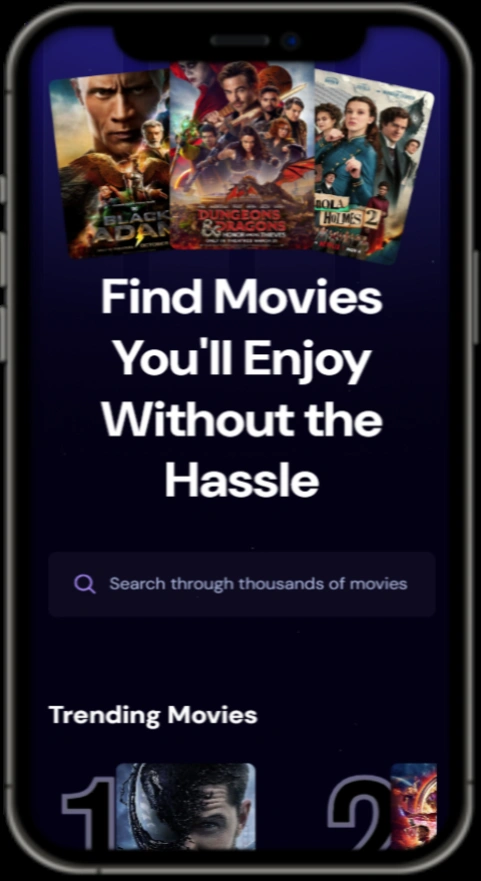 BLACK
ADAM
DUNGEONS
& DRAGONS
HONOR AMONG THIEVES
HOLMES 2
Find Movies
You'll Enjoy
Without the
Hassle
Search through thousands of movies
Trending Movies
1
2